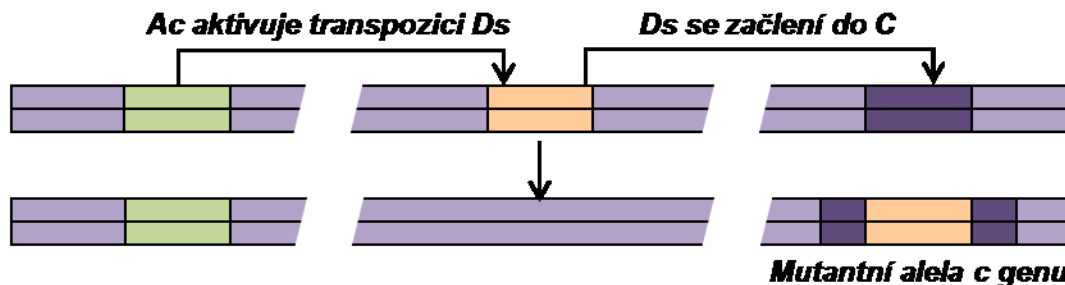 Ac aktivuje transpozici Ds
Ds se začlení do C
Mutantní alela c genu